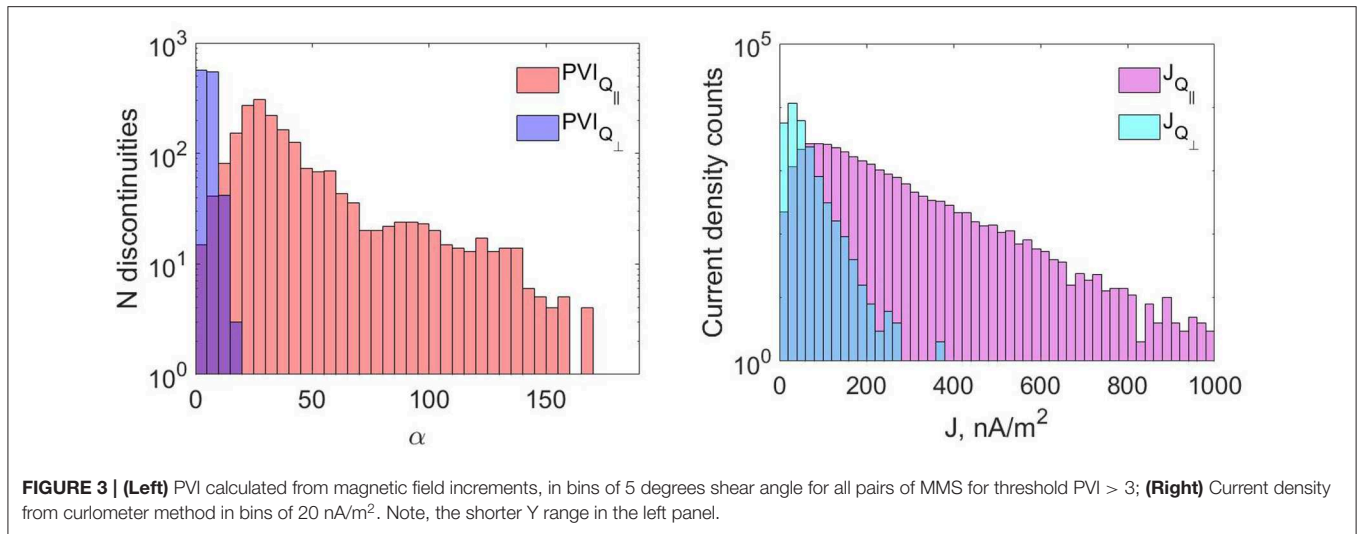 10³
10²
10¹
10⁰
N discontinuities
0
50
100
150
α
PVI_Q∥
PVI_Q⊥
10⁵
10⁰
Current density counts
0
200
400
600
800
1000
J, nA/m²
J_Q∥
J_Q⊥
FIGURE 3 | (Left) PVI calculated from magnetic field increments, in bins of 5 degrees shear angle for all pairs of MMS for threshold PVI > 3; (Right) Current density
from curlometer method in bins of 20 nA/m². Note, the shorter Y range in the left panel.